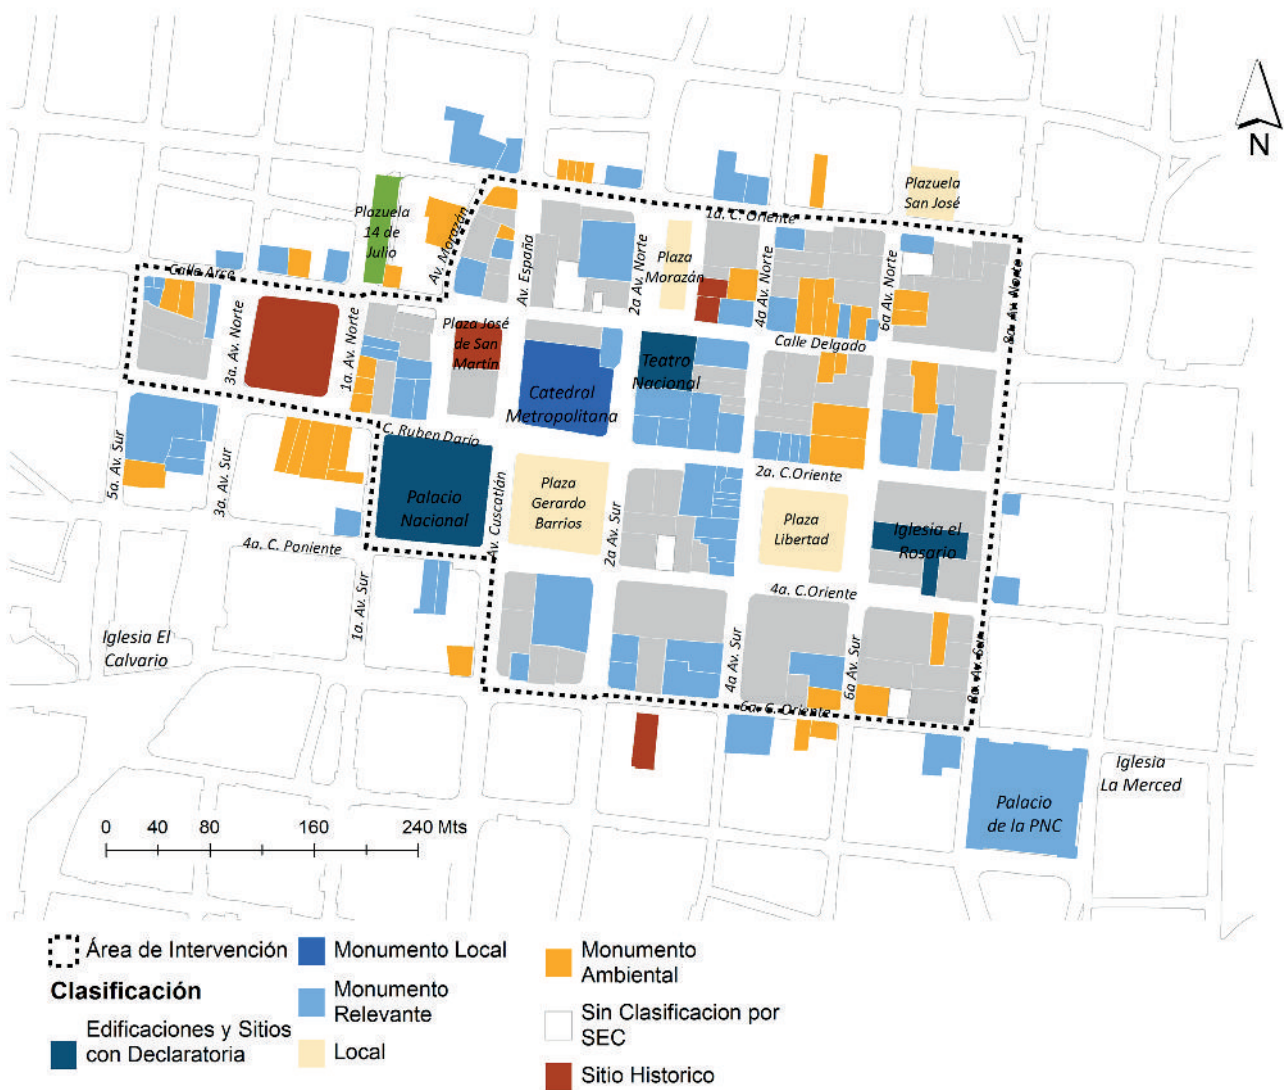 N
Plazuela
San José
1a. C. Oriente
Plazuela
14 de
Julio
Av. Morazán
Av. España
2a Av. Norte
Plaza
Morazán
4a Av. Norte
6a Av. Norte
8a. Av. Norte
Calle Arce
3a. Av. Norte
1a. Av. Norte
Plaza José
de San
Martín
Calle Delgado
Teatro
Nacional
Catedral
Metropolitana
C. Ruben Darío
5a. Av. Sur
3a. Av. Sur
2a. C.Oriente
Palacio
Nacional
Av. Cuscatlán
Plaza
Gerardo
Barrios
2a Av. Sur
Plaza
Libertad
Iglesia el
Rosario
4a. C. Poniente
4a. C.Oriente
1a. Av. Sur
Iglesia El
Calvario
4a Av. Sur
6a Av. Sur
8a. Av. Sur
6a. C. Oriente
Iglesia
La Merced
Palacio
de la PNC
0 40 80 160 240 Mts
Área de Intervención
Clasificación
Edificaciones y Sitios
con Declaratoria
Monumento Local
Monumento
Relevante
Local
Monumento
Ambiental
Sin Clasificacion por
SEC
Sitio Historico